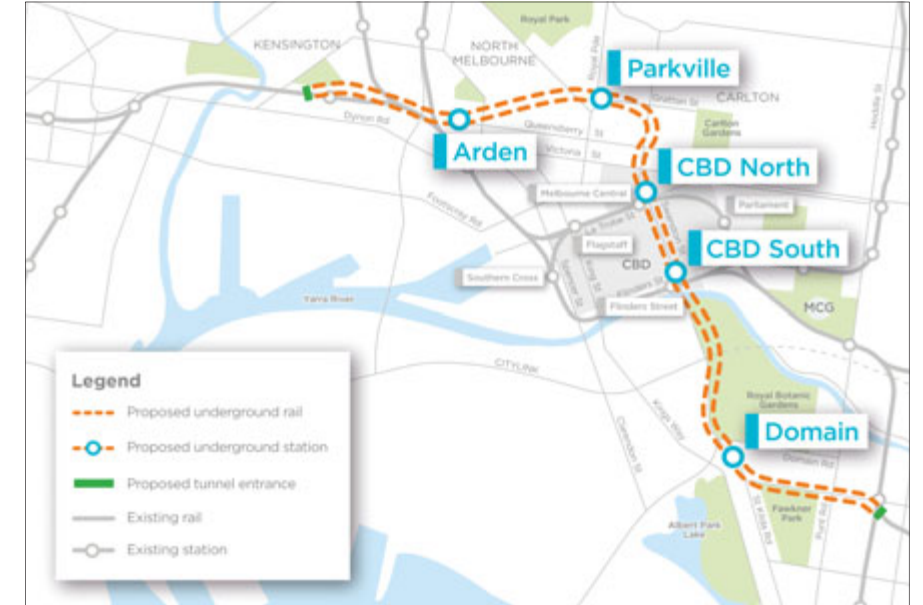 Royal Park
KENSINGTON
NORTH
MELBOURNE
Royal Pde
Parkville
Grattan St
CARLTON
Hoddle St
Dynon Rd
Arden
Queensberry St
Victoria St
Carlton
Gardens
CBD North
Melbourne Central
Footscray Rd
La Trobe St
Parliament
Flagstaff
CBD
CBD South
Southern Cross
Spencer St
King St
Flinders St
Flinders Street
Yarra River
MCG
CITYLINK
Legend
Proposed underground rail
Proposed underground station
Proposed tunnel entrance
Existing rail
Existing station
Clarendon St
Kings Way
Royal Botanic
Gardens
Domain
Domain Rd
St Kilda Rd
Fawkner
Park
Punt Rd
Albert Park
Lake